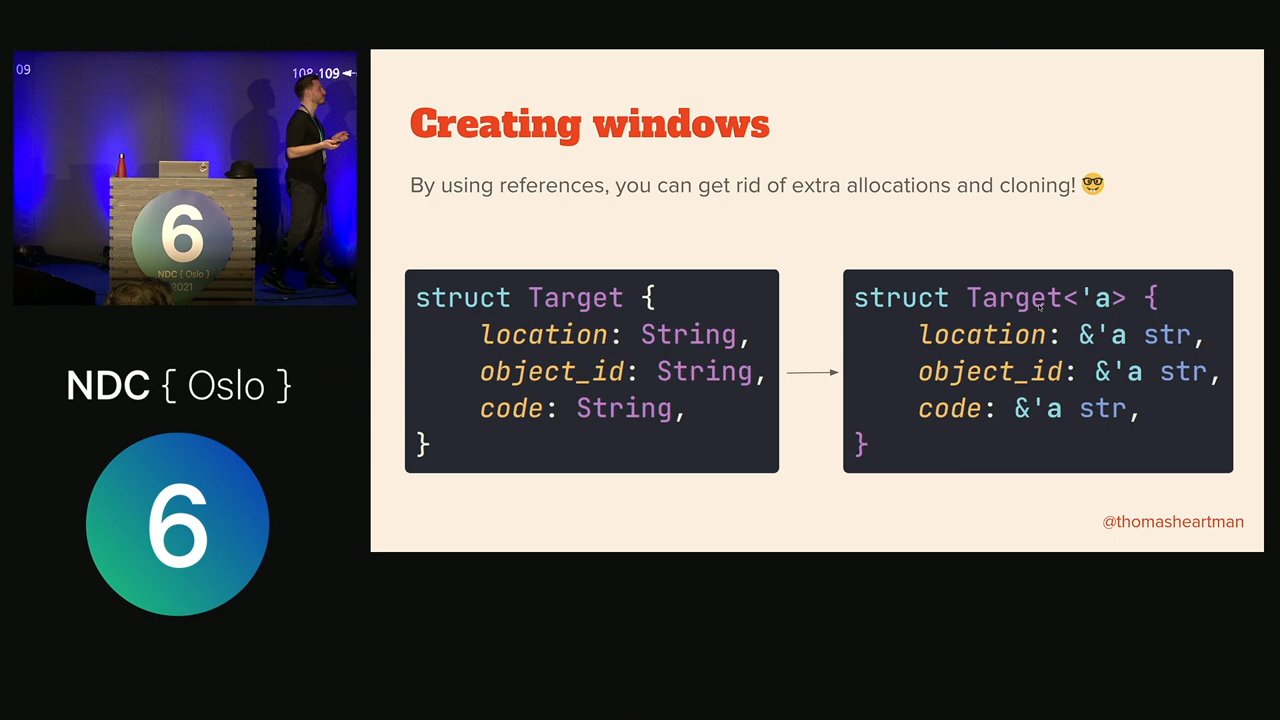 09
108 109
6
NDC { Oslo }
2021
NDC { Oslo }
6
Creating windows
By using references, you can get rid of extra allocations and cloning! 🤓
struct Target {
    location: String,
    object_id: String,
    code: String,
}
struct Target<'a> {
    location: &'a str,
    object_id: &'a str,
    code: &'a str,
}
@thomasheartman